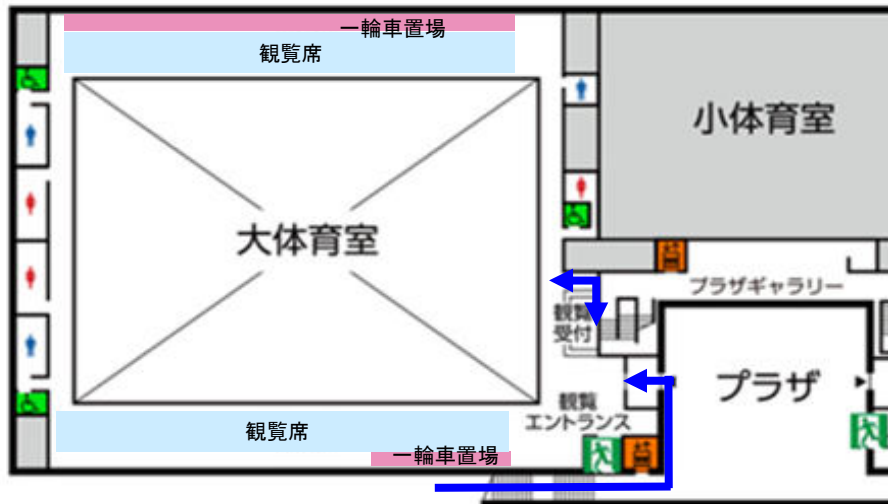 一輪車置場
観覧席
小体育室
大体育室
プラザギャラリー
観覧
受付
プラザ
観覧
エントランス
観覧席
一輪車置場